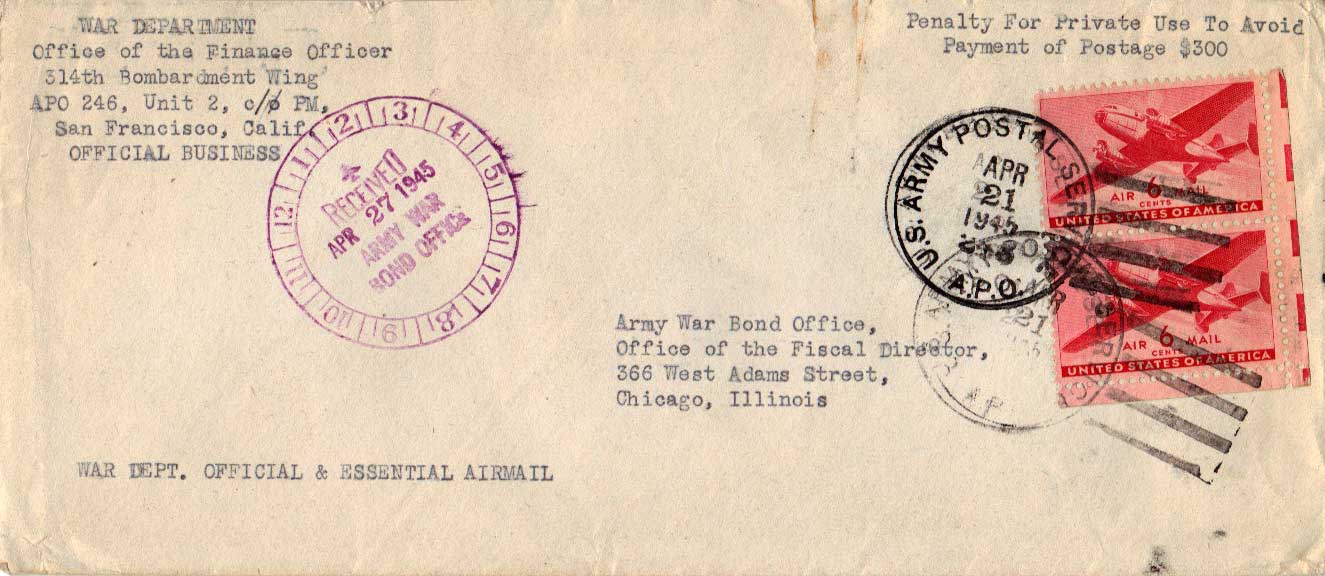 WAR DEPARTMENT
Office of the Finance Officer
314th Bombardment Wing
APO 246, Unit 2, c/o PM,
San Francisco, Calif
OFFICIAL BUSINESS
Penalty For Private Use To Avoid
Payment of Postage $300
12 1 2 3 4 5 6 7 8 9 10 11
RECEIVED
APR 27 1945
ARMY WAR
BOND OFFICE
U.S. ARMY POSTAL SER
APR
21
1945
A.P.O.
6
AIR MAIL
CENTS
UNITED STATES OF AMERICA
APR
21
6
AIR MAIL
CENTS
UNITED STATES OF AMERICA
Army War Bond Office,
Office of the Fiscal Director,
366 West Adams Street,
Chicago, Illinois
WAR DEPT. OFFICIAL & ESSENTIAL AIRMAIL